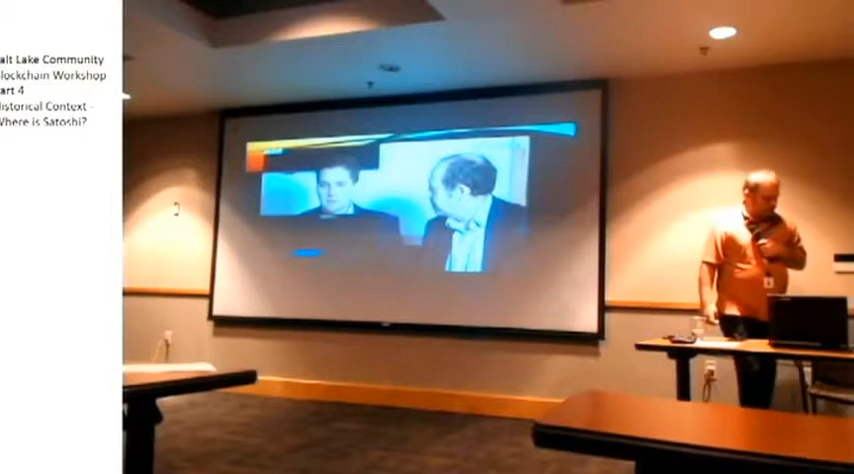 alt Lake Community
lockchain Workshop
art 4
istorical Context -
Where is Satoshi?